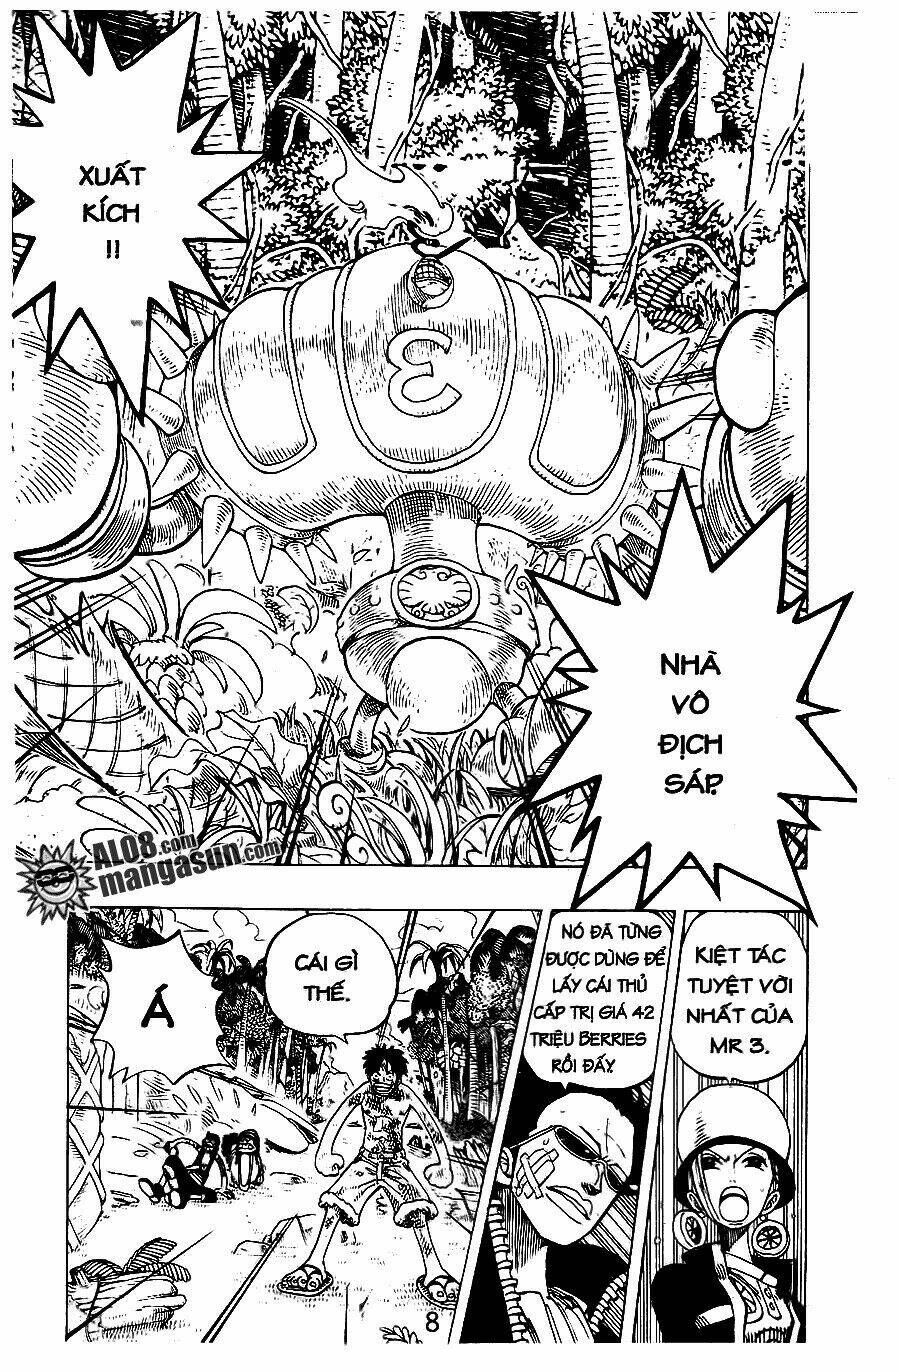 XUẤT
KÍCH
!!
3
NHÀ
VÔ
ĐỊCH
SÁP.
AL08.com
mangasun.com
Á
CÁI GÌ
THẾ.
NÓ ĐÃ TỪNG
ĐƯỢC DÙNG ĐỂ
LẤY CÁI THỦ
CẤP TRỊ GIÁ 42
TRIỆU BERRIES
RỒI ĐẤY
KIỆT TÁC
TUYỆT VỜI
NHẤT CỦA
MR 3.
8